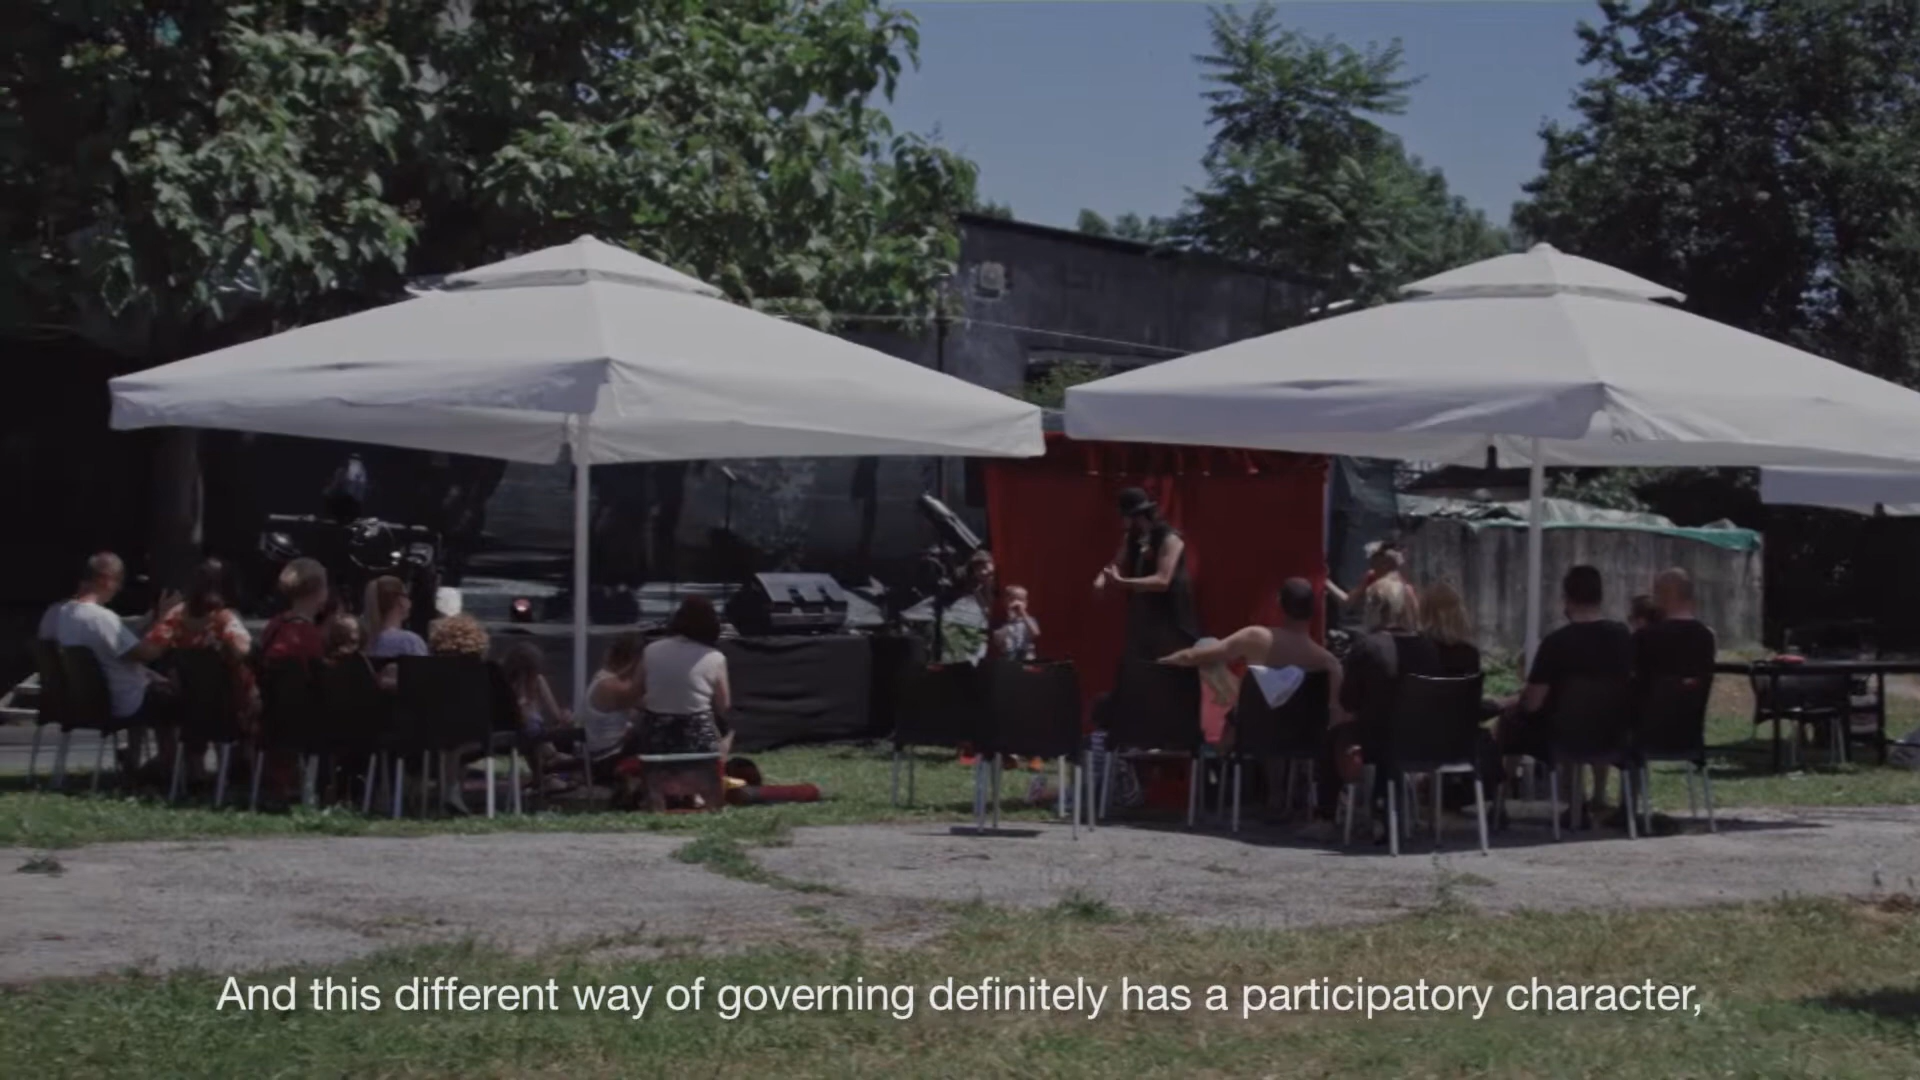 And this different way of governing definitely has a participatory character,